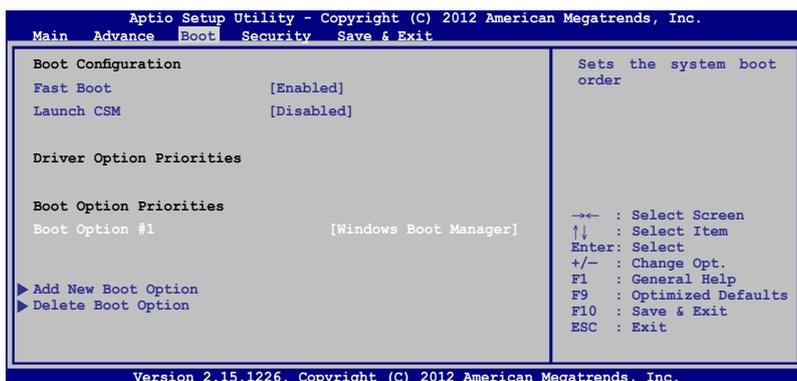 Aptio Setup Utility - Copyright (C) 2012 American Megatrends, Inc.
Main Advance Boot Security Save & Exit
Boot Configuration
Fast Boot [Enabled]
Launch CSM [Disabled]
Driver Option Priorities
Boot Option Priorities
Boot Option #1 [Windows Boot Manager]
Add New Boot Option
Delete Boot Option
Sets the system boot
order
→← : Select Screen
↑↓ : Select Item
Enter: Select
+/— : Change Opt.
F1 : General Help
F9 : Optimized Defaults
F10 : Save & Exit
ESC : Exit
Version 2.15.1226. Copyright (C) 2012 American Megatrends, Inc.